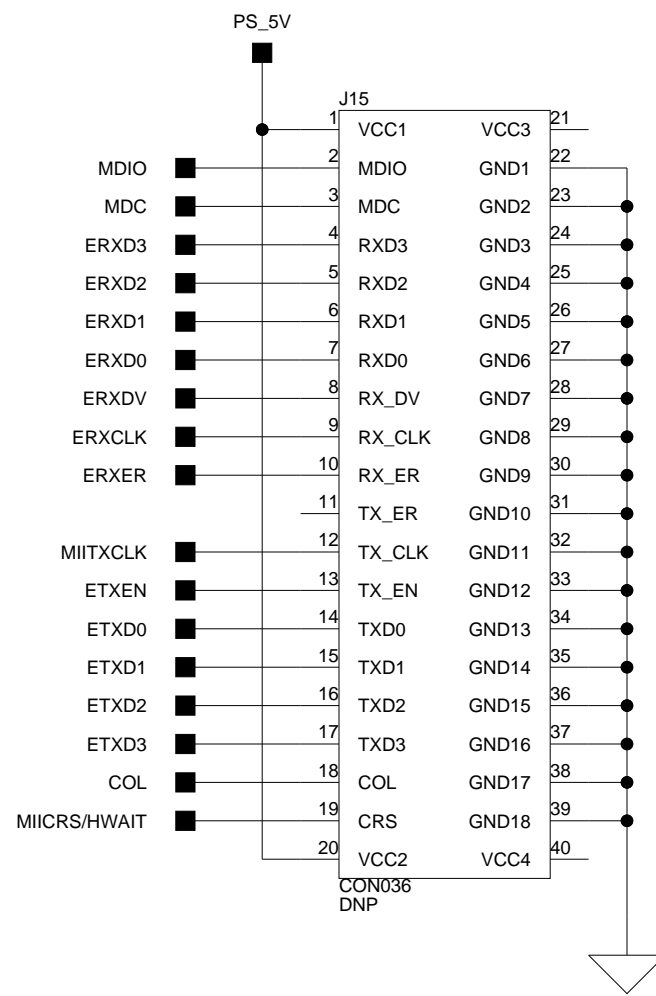 PS_5V
J15
1 VCC1 VCC3 21
MDIO 2 MDIO GND1 22
MDC 3 MDC GND2 23
ERXD3 4 RXD3 GND3 24
ERXD2 5 RXD2 GND4 25
ERXD1 6 RXD1 GND5 26
ERXD0 7 RXD0 GND6 27
ERXDV 8 RX_DV GND7 28
ERXCLK 9 RX_CLK GND8 29
ERXER 10 RX_ER GND9 30
11 TX_ER GND10 31
MIITXCLK 12 TX_CLK GND11 32
ETXEN 13 TX_EN GND12 33
ETXD0 14 TXD0 GND13 34
ETXD1 15 TXD1 GND14 35
ETXD2 16 TXD2 GND15 36
ETXD3 17 TXD3 GND16 37
COL 18 COL GND17 38
MIICRS/HWAIT 19 CRS GND18 39
20 VCC2 VCC4 40
CON036
DNP